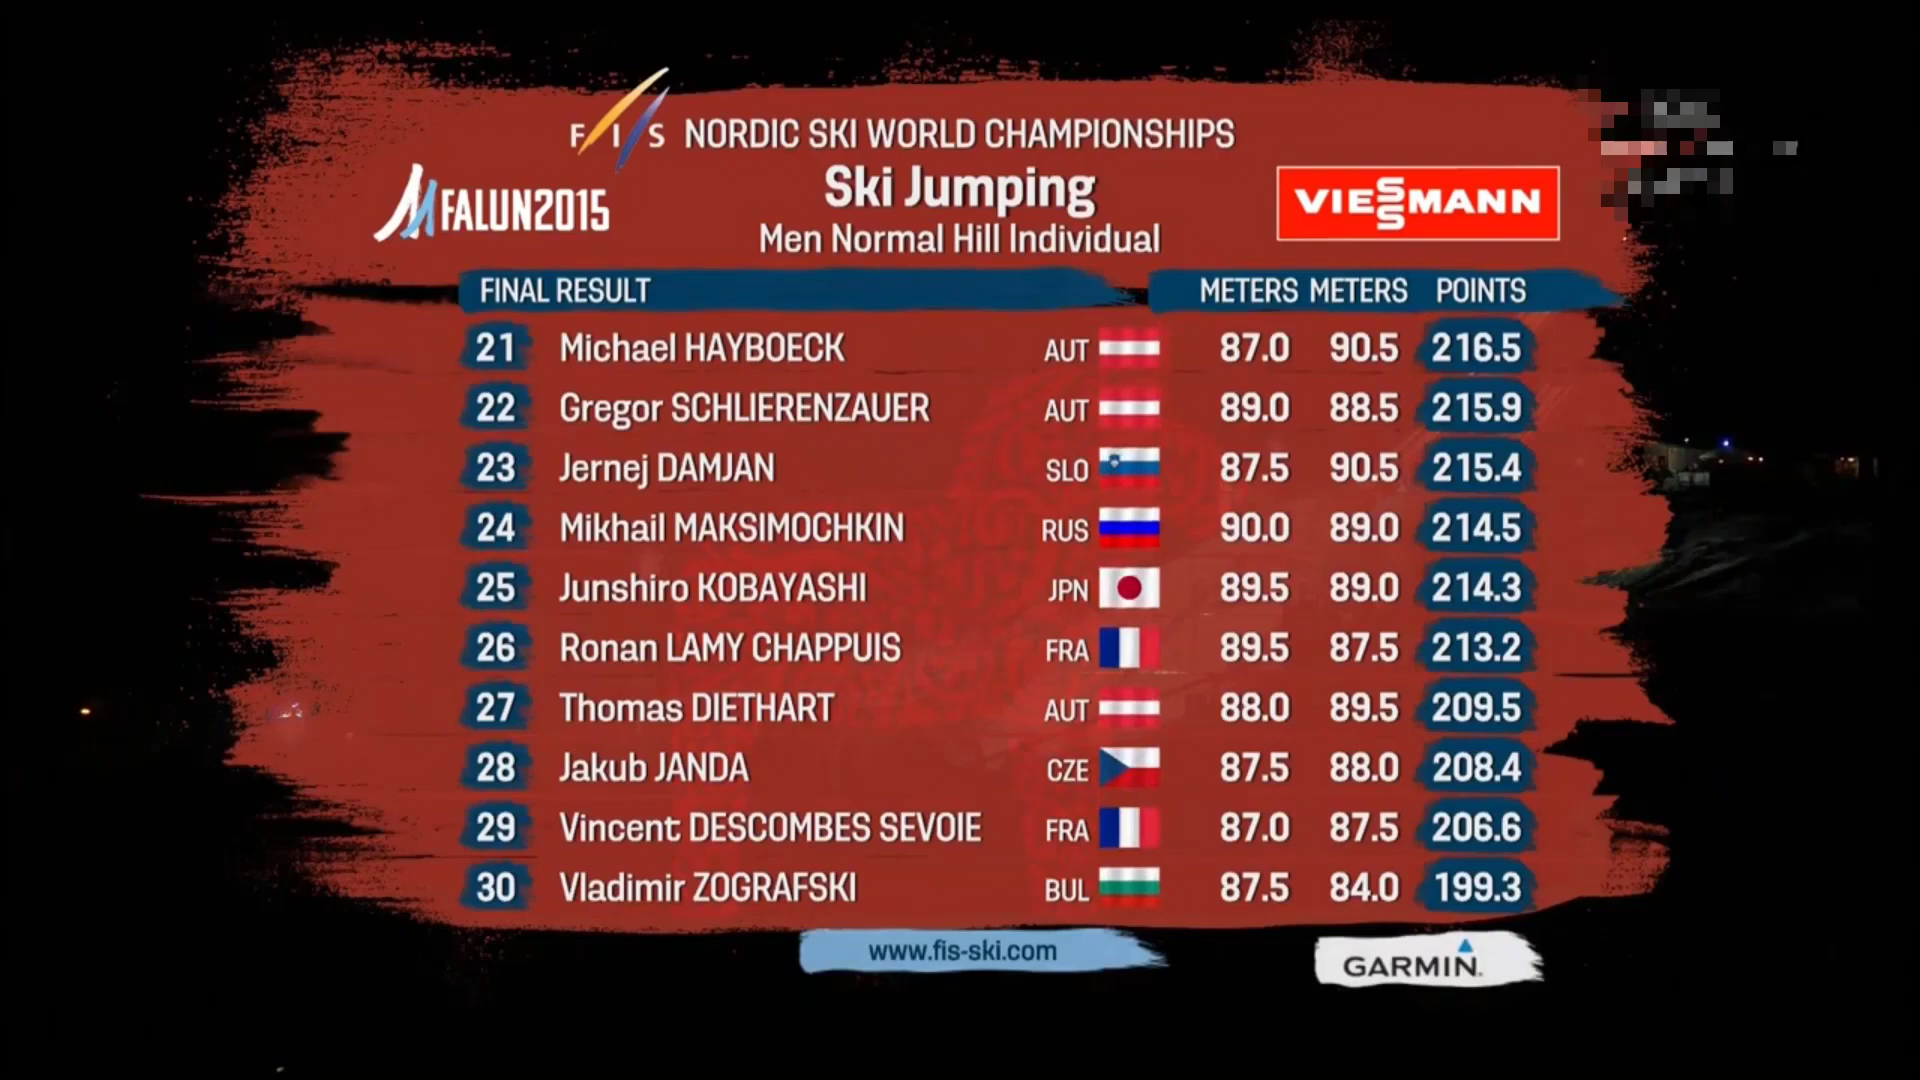 FIS NORDIC SKI WORLD CHAMPIONSHIPS
FALUN2015
Ski Jumping
Men Normal Hill Individual
VIESSMANN
FINAL RESULT METERS METERS POINTS
21 Michael HAYBOECK AUT 87.0 90.5 216.5
22 Gregor SCHLIERENZAUER AUT 89.0 88.5 215.9
23 Jernej DAMJAN SLO 87.5 90.5 215.4
24 Mikhail MAKSIMOCHKIN RUS 90.0 89.0 214.5
25 Junshiro KOBAYASHI JPN 89.5 89.0 214.3
26 Ronan LAMY CHAPPUIS FRA 89.5 87.5 213.2
27 Thomas DIETHART AUT 88.0 89.5 209.5
28 Jakub JANDA CZE 87.5 88.0 208.4
29 Vincent DESCOMBES SEVOIE FRA 87.0 87.5 206.6
30 Vladimir ZOGRAFSKI BUL 87.5 84.0 199.3
www.fis-ski.com
GARMIN.